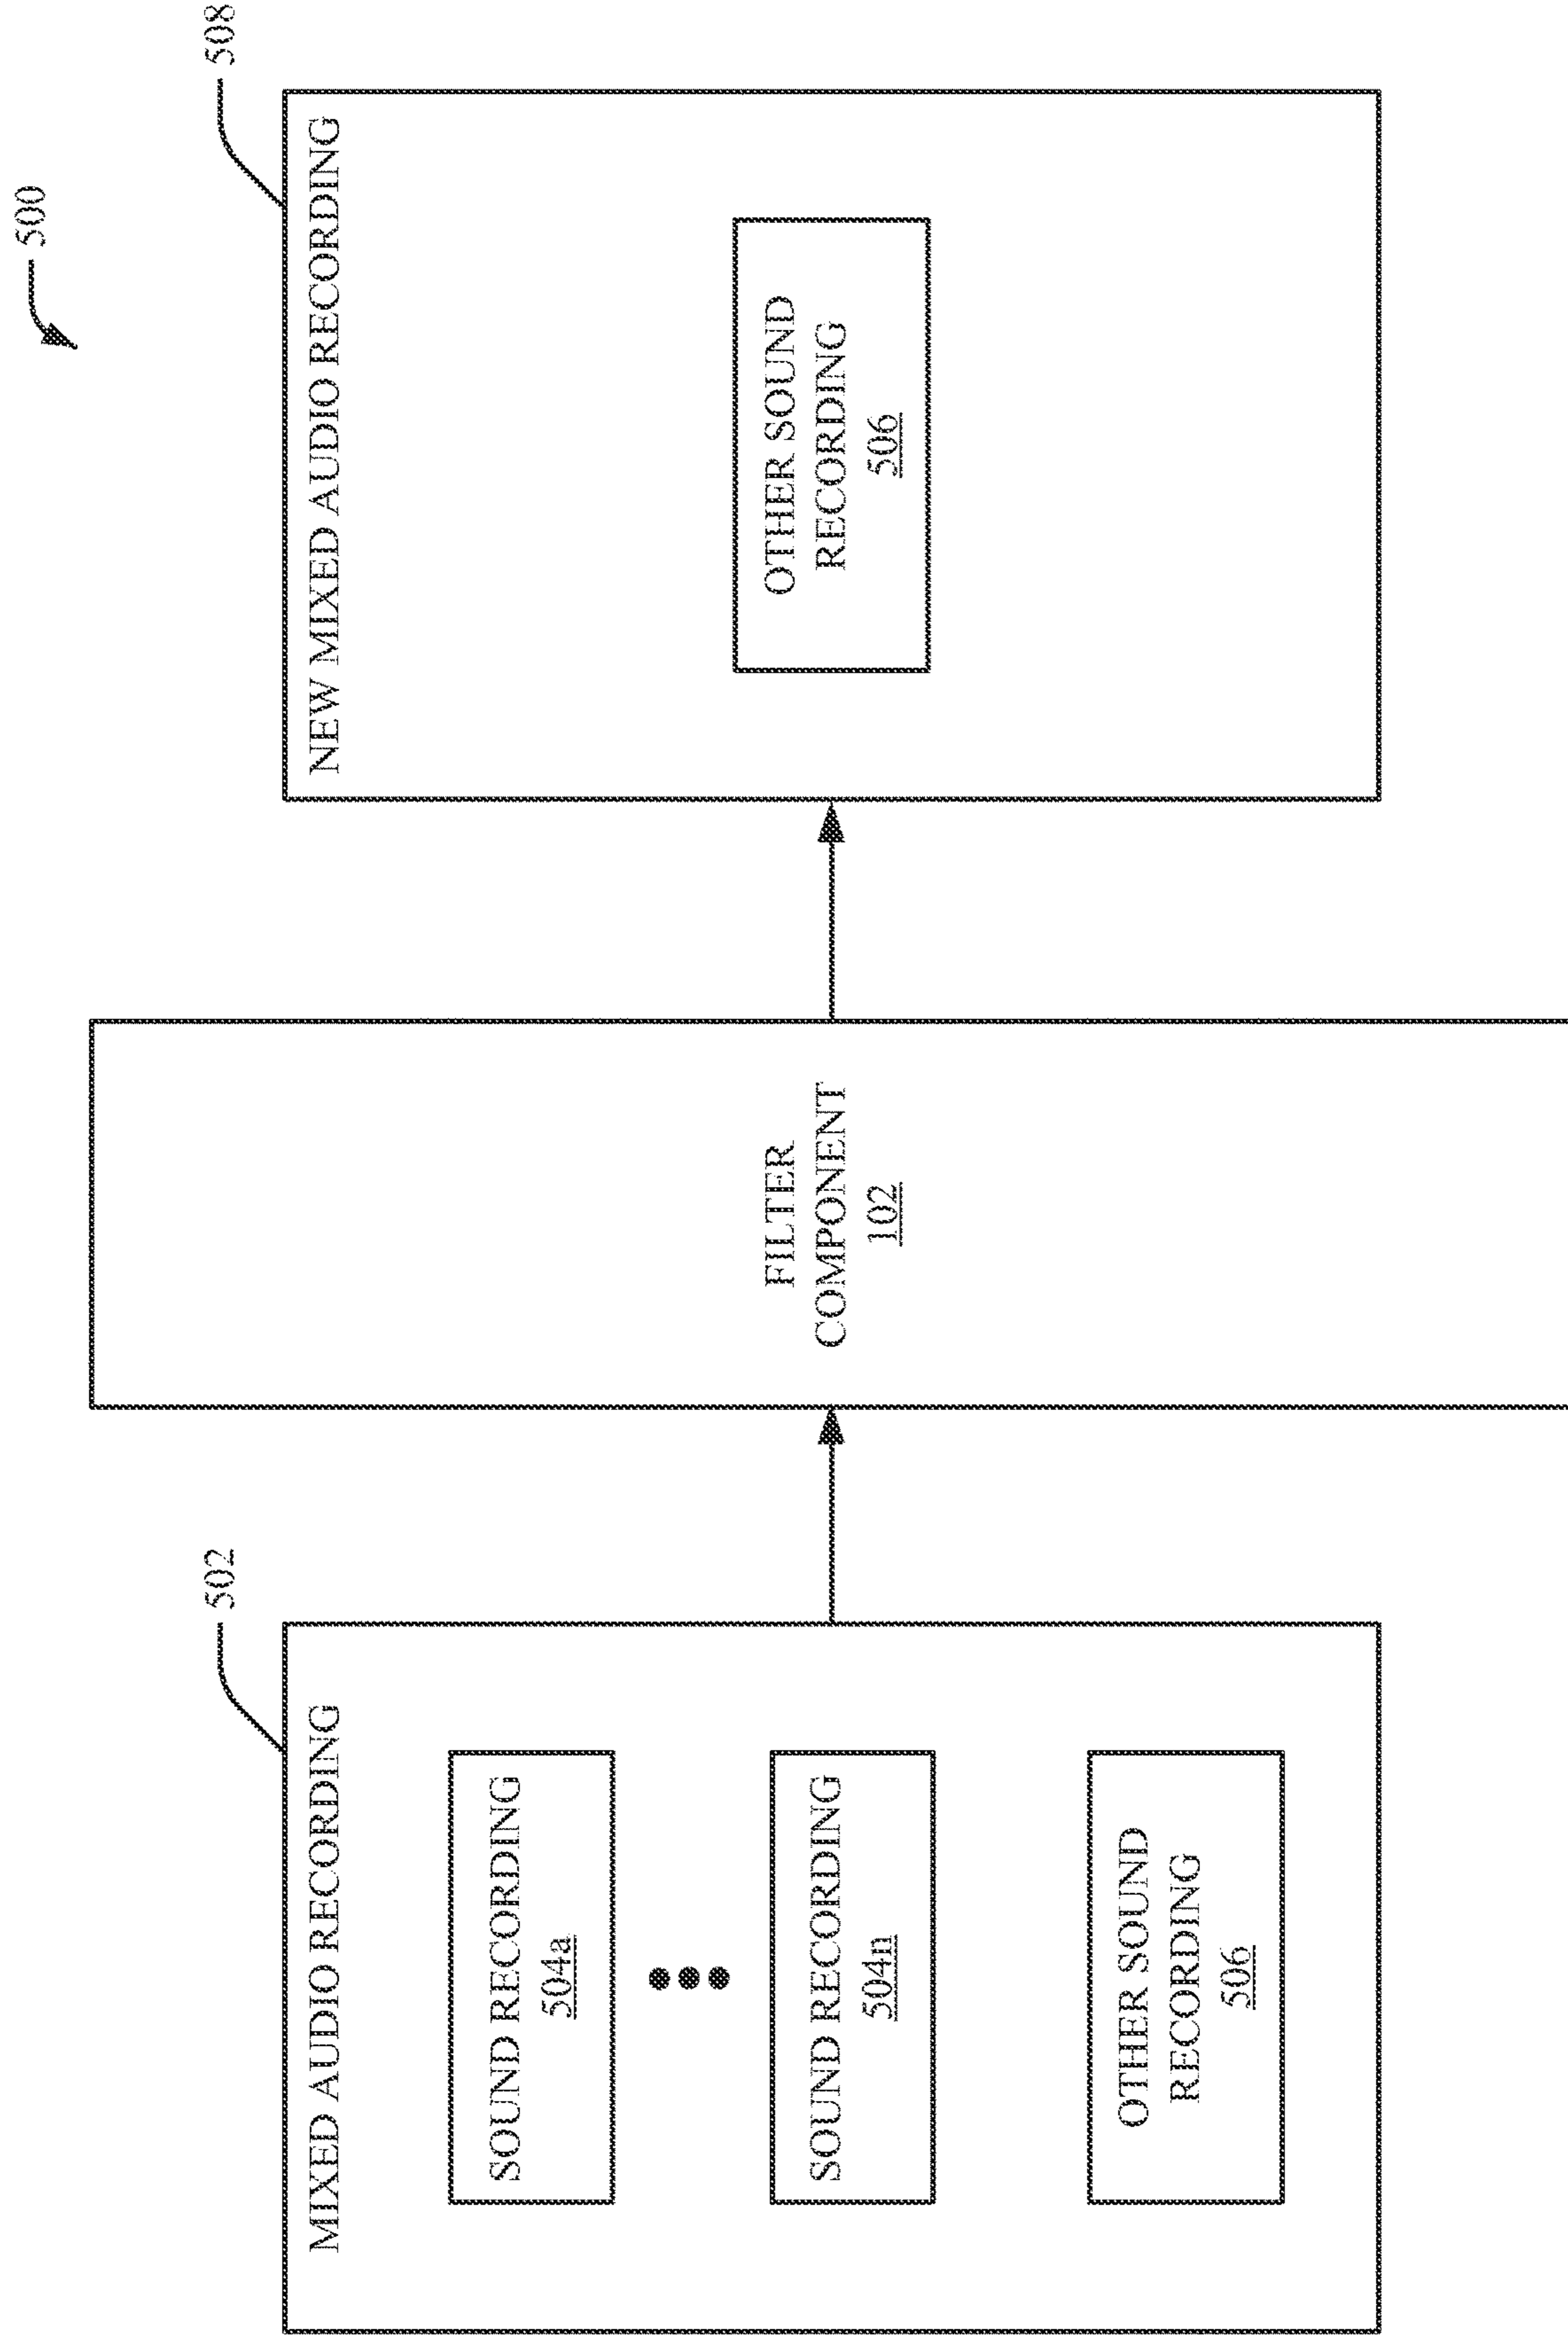 500
502
MIXED AUDIO RECORDING
SOUND RECORDING
504a
SOUND RECORDING
504n
OTHER SOUND
RECORDING
506
FILTER
COMPONENT
102
508
NEW MIXED AUDIO RECORDING
OTHER SOUND
RECORDING
506